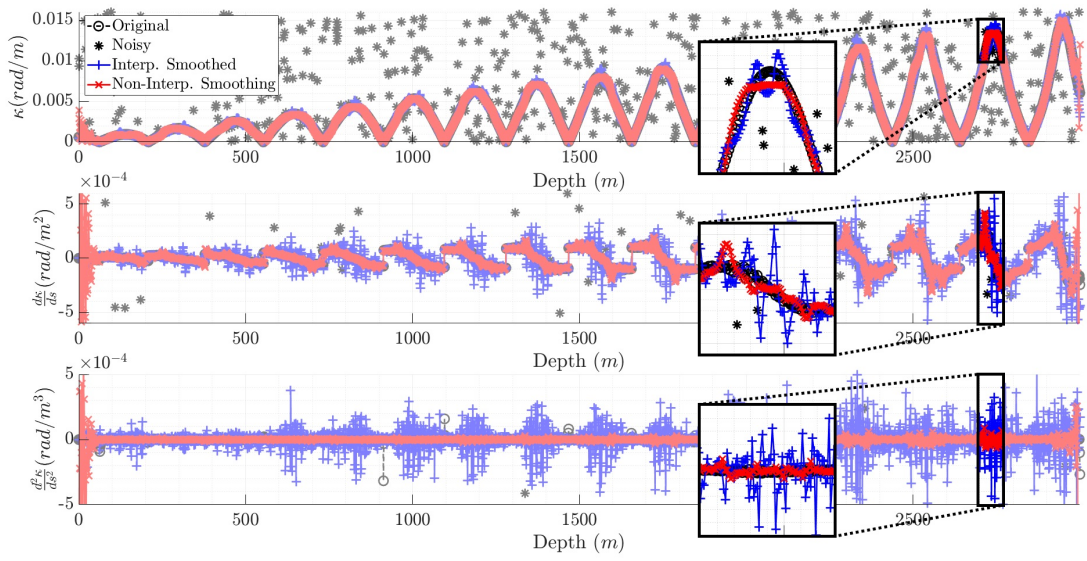 0.015
0.01
0.005
0
κ(rad/m)
Original
Noisy
Interp. Smoothed
Non-Interp. Smoothing
0 500 1000 1500 2500
Depth (m)
×10⁻⁴
5
0
-5
dκ/ds (rad/m²)
0 500 1000 1500 2500
Depth (m)
×10⁻⁴
5
0
-5
d²κ/ds² (rad/m³)
0 500 1000 1500 2500
Depth (m)